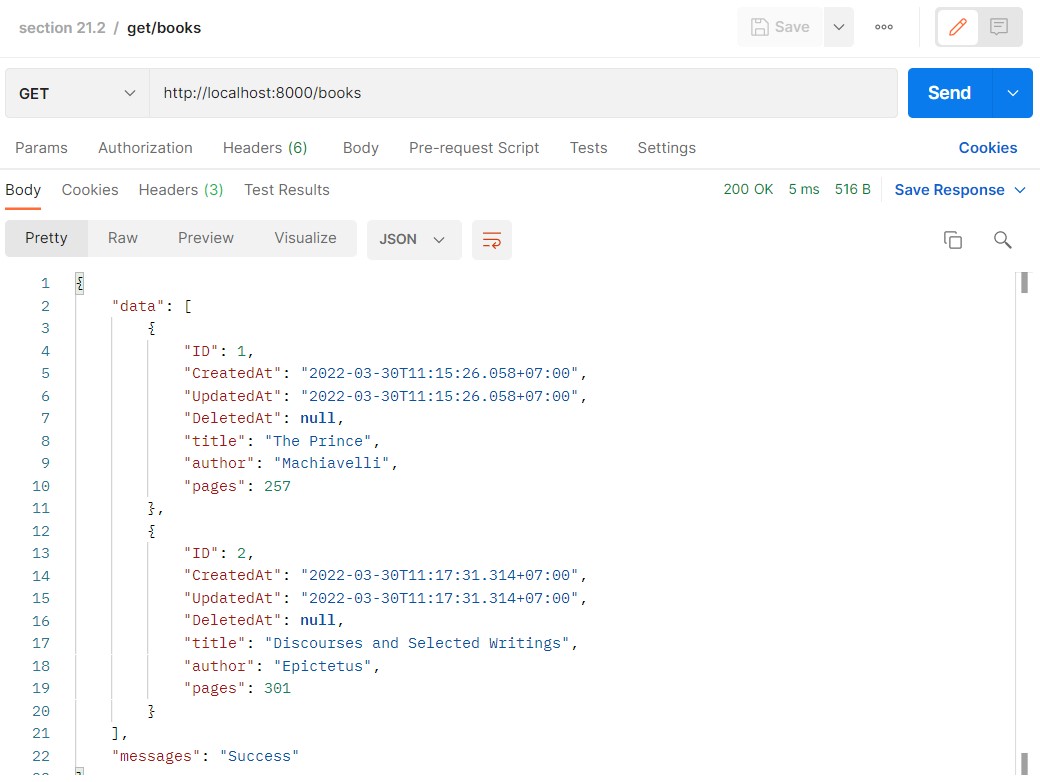 section 21.2 / get/books
Save
GET http://localhost:8000/books Send
Params Authorization Headers (6) Body Pre-request Script Tests Settings Cookies
Body Cookies Headers (3) Test Results 200 OK 5 ms 516 B Save Response
Pretty Raw Preview Visualize JSON
1 {
2 "data": [
3 {
4 "ID": 1,
5 "CreatedAt": "2022-03-30T11:15:26.058+07:00",
6 "UpdatedAt": "2022-03-30T11:15:26.058+07:00",
7 "DeletedAt": null,
8 "title": "The Prince",
9 "author": "Machiavelli",
10 "pages": 257
11 },
12 {
13 "ID": 2,
14 "CreatedAt": "2022-03-30T11:17:31.314+07:00",
15 "UpdatedAt": "2022-03-30T11:17:31.314+07:00",
16 "DeletedAt": null,
17 "title": "Discourses and Selected Writings",
18 "author": "Epictetus",
19 "pages": 301
20 }
21 ],
22 "messages": "Success"